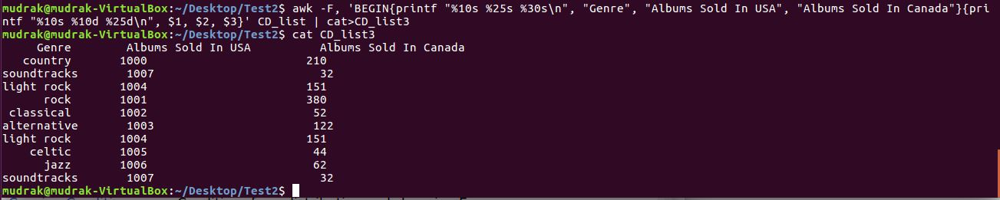 mudrak@mudrak-VirtualBox:~/Desktop/Test2$ awk -F, 'BEGIN{printf "%10s %25s %30s\n", "Genre", "Albums Sold In USA", "Albums Sold In Canada"}{pri
ntf "%10s %10d %25d\n", $1, $2, $3}' CD_list | cat>CD_list3
mudrak@mudrak-VirtualBox:~/Desktop/Test2$ cat CD_list3
     Genre        Albums Sold In USA          Albums Sold In Canada
   country       1000                       210
soundtracks       1007                        32
light rock       1004                       151
      rock       1001                       380
 classical       1002                        52
alternative       1003                       122
light rock       1004                       151
    celtic       1005                        44
      jazz       1006                        62
soundtracks       1007                        32
mudrak@mudrak-VirtualBox:~/Desktop/Test2$